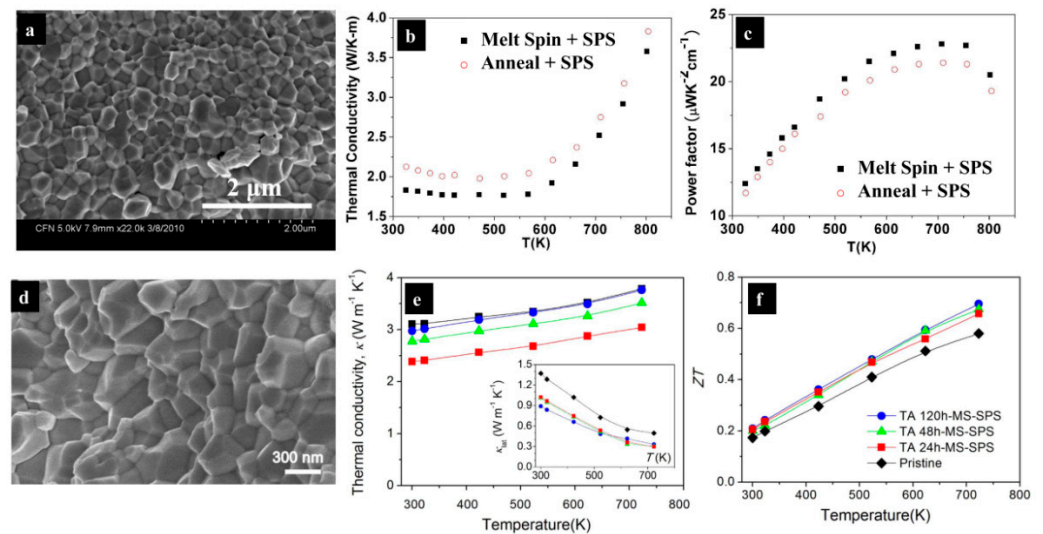 a
2 µm
CFN 5.0kV 7.9mm x22.0k 3/8/2010
2.00um
b
Melt Spin + SPS
Anneal + SPS
Thermal Conductivity (W/K-m)
4.0
3.5
3.0
2.5
2.0
1.5
300 400 500 600 700 800
T(K)
c
Melt Spin + SPS
Anneal + SPS
Power factor (µWK⁻²cm⁻¹)
25
20
15
10
300 400 500 600 700 800
T(K)
d
300 nm
e
Thermal conductivity, κ (W m⁻¹ K⁻¹)
4
3
2
1
0
300 400 500 600 700 800
Temperature(K)
κlat (W m⁻¹ K⁻¹)
1.5
1.2
0.9
0.6
0.3
300 500 700
T(K)
f
ZT
0.8
0.6
0.4
0.2
0.0
TA 120h-MS-SPS
TA 48h-MS-SPS
TA 24h-MS-SPS
Pristine
300 400 500 600 700 800
Temperature(K)